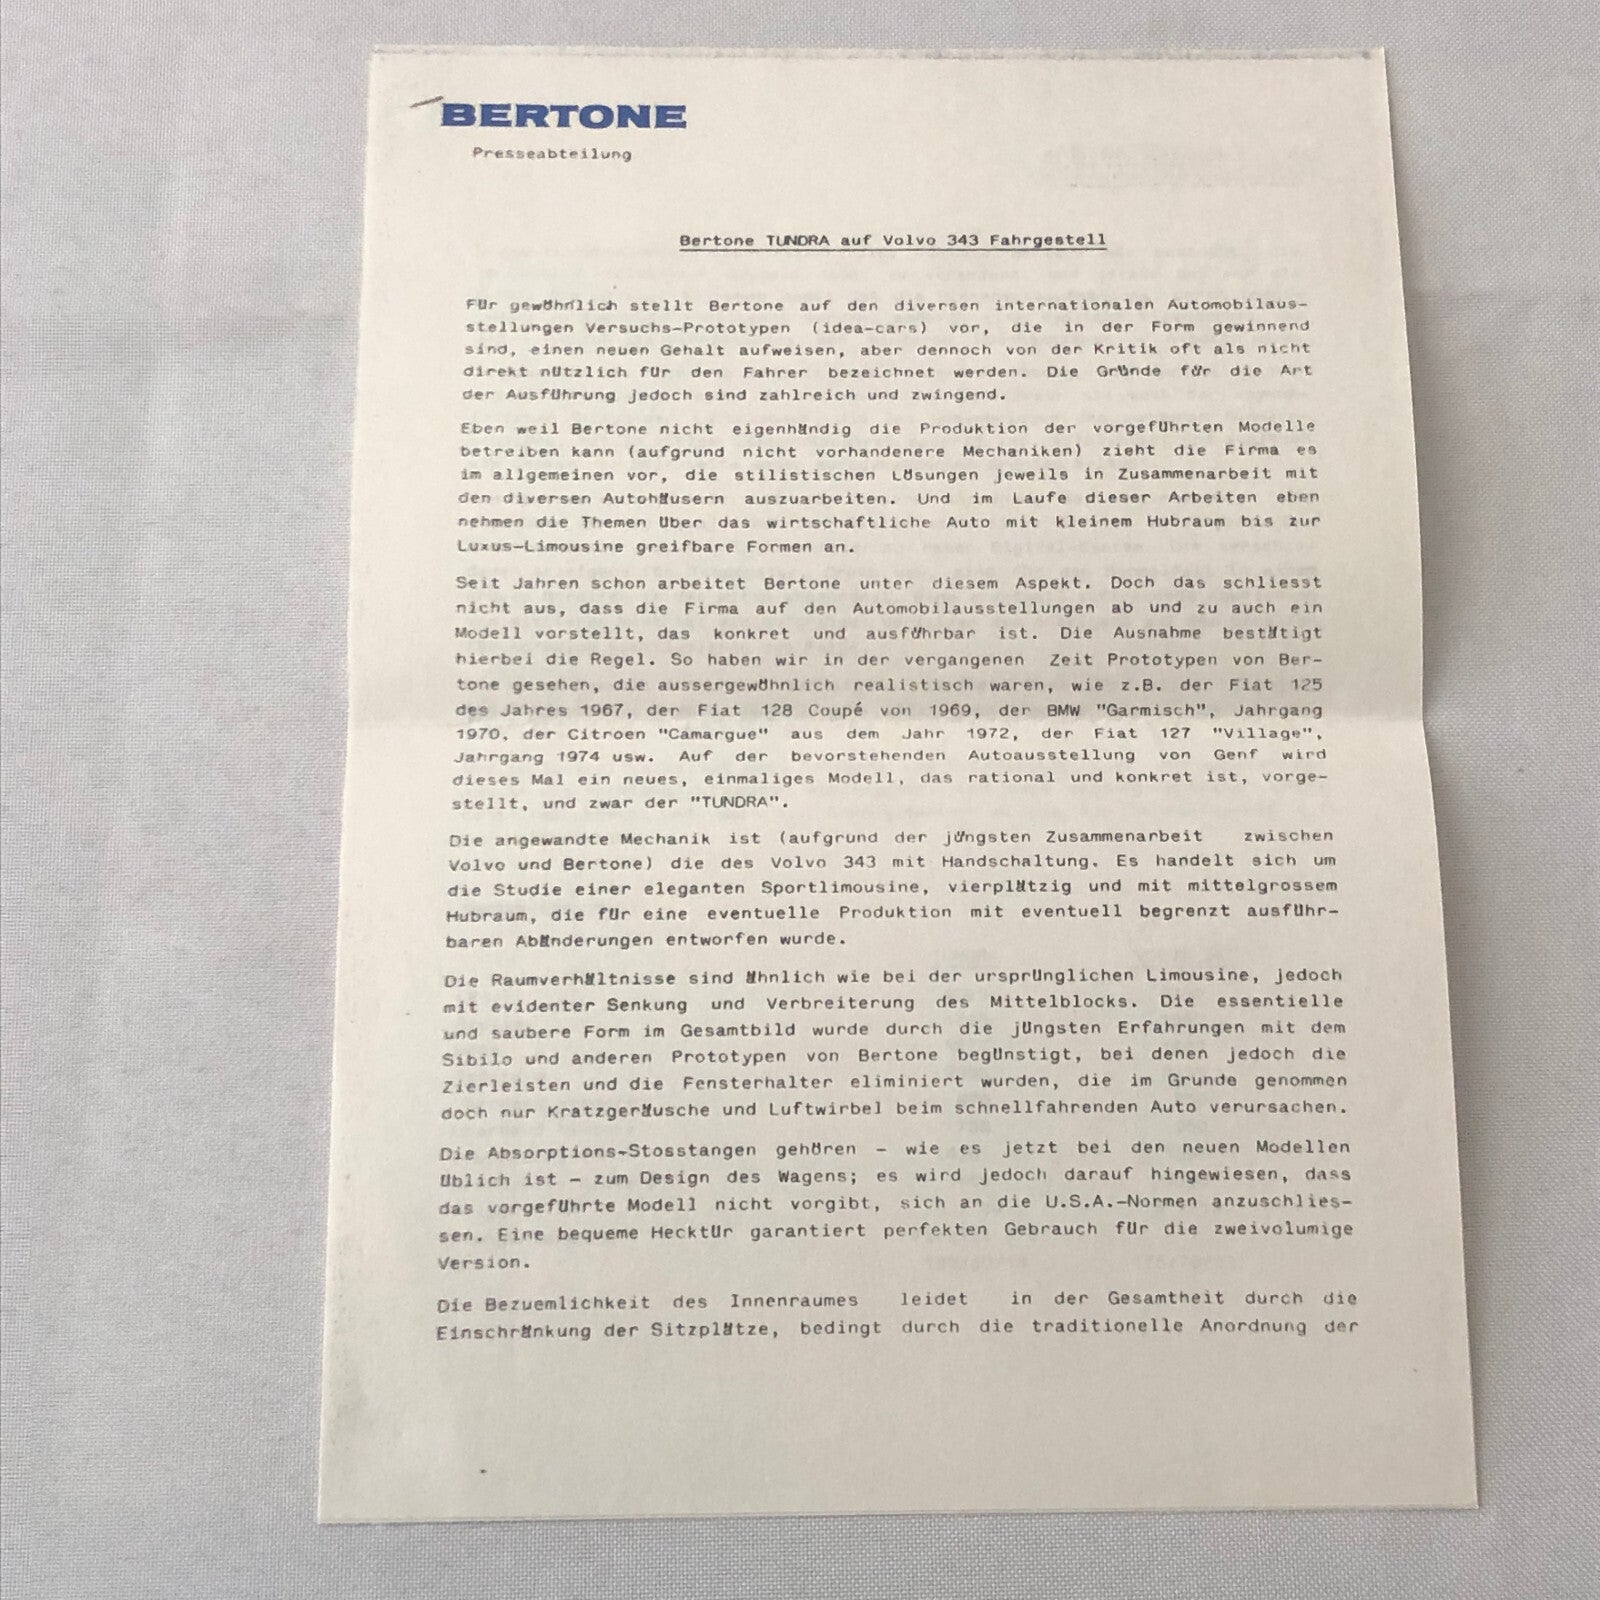 BERTONE
Presseabteilung
Bertone TUNDRA auf Volvo 343 Fahrgestell
Für gewöhnlich stellt Bertone auf den diversen internationalen Automobilaus-
stellungen Versuchs-Prototypen (idea-cars) vor, die in der Form gewinnend
sind, einen neuen Gehalt aufweisen, aber dennoch von der Kritik oft als nicht
direkt nützlich für den Fahrer bezeichnet werden. Die Gründe für die Art
der Ausführung jedoch sind zahlreich und zwingend.
Eben weil Bertone nicht eigenhändig die Produktion der vorgeführten Modelle
betreiben kann (aufgrund nicht vorhandenere Mechaniken) zieht die Firma es
im allgemeinen vor, die stilistischen Lösungen jeweils in Zusammenarbeit mit
den diversen Autohäusern auszuarbeiten. Und im Laufe dieser Arbeiten eben
nehmen die Themen über das wirtschaftliche Auto mit kleinem Hubraum bis zur
Luxus-Limousine greifbare Formen an.
Seit Jahren schon arbeitet Bertone unter diesem Aspekt. Doch das schliesst
nicht aus, dass die Firma auf den Automobilausstellungen ab und zu auch ein
Modell vorstellt, das konkret und ausführbar ist. Die Ausnahme bestätigt
hierbei die Regel. So haben wir in der vergangenen Zeit Prototypen von Ber-
tone gesehen, die aussergewöhnlich realistisch waren, wie z.B. der Fiat 125
des Jahres 1967, der Fiat 128 Coupé von 1969, der BMW "Garmisch", Jahrgang
1970, der Citroen "Camargue" aus dem Jahr 1972, der Fiat 127 "Village",
Jahrgang 1974 usw. Auf der bevorstehenden Autoausstellung von Genf wird
dieses Mal ein neues, einmaliges Modell, das rational und konkret ist, vorge-
stellt, und zwar der "TUNDRA".
Die angewandte Mechanik ist (aufgrund der jüngsten Zusammenarbeit zwischen
Volvo und Bertone) die des Volvo 343 mit Handschaltung. Es handelt sich um
die Studie einer eleganten Sportlimousine, vierplätzig und mit mittelgrossem
Hubraum, die für eine eventuelle Produktion mit eventuell begrenzt ausführ-
baren Abänderungen entworfen wurde.
Die Raumverhältnisse sind ähnlich wie bei der ursprünglichen Limousine, jedoch
mit evidenter Senkung und Verbreiterung des Mittelblocks. Die essentielle
und saubere Form im Gesamtbild wurde durch die jüngsten Erfahrungen mit dem
Sibilo und anderen Prototypen von Bertone begünstigt, bei denen jedoch die
Zierleisten und die Fensterhalter eliminiert wurden, die im Grunde genommen
doch nur Kratzgeräusche und Luftwirbel beim schnellfahrenden Auto verursachen.
Die Absorptions-Stosstangen gehören - wie es jetzt bei den neuen Modellen
üblich ist - zum Design des Wagens; es wird jedoch darauf hingewiesen, dass
das vorgeführte Modell nicht vorgibt, sich an die U.S.A.-Normen anzuschlies-
sen. Eine bequeme Hecktür garantiert perfekten Gebrauch für die zweivolumige
Version.
Die Bezuemlichkeit des Innenraumes leidet in der Gesamtheit durch die
Einschränkung der Sitzplätze, bedingt durch die traditionelle Anordnung der